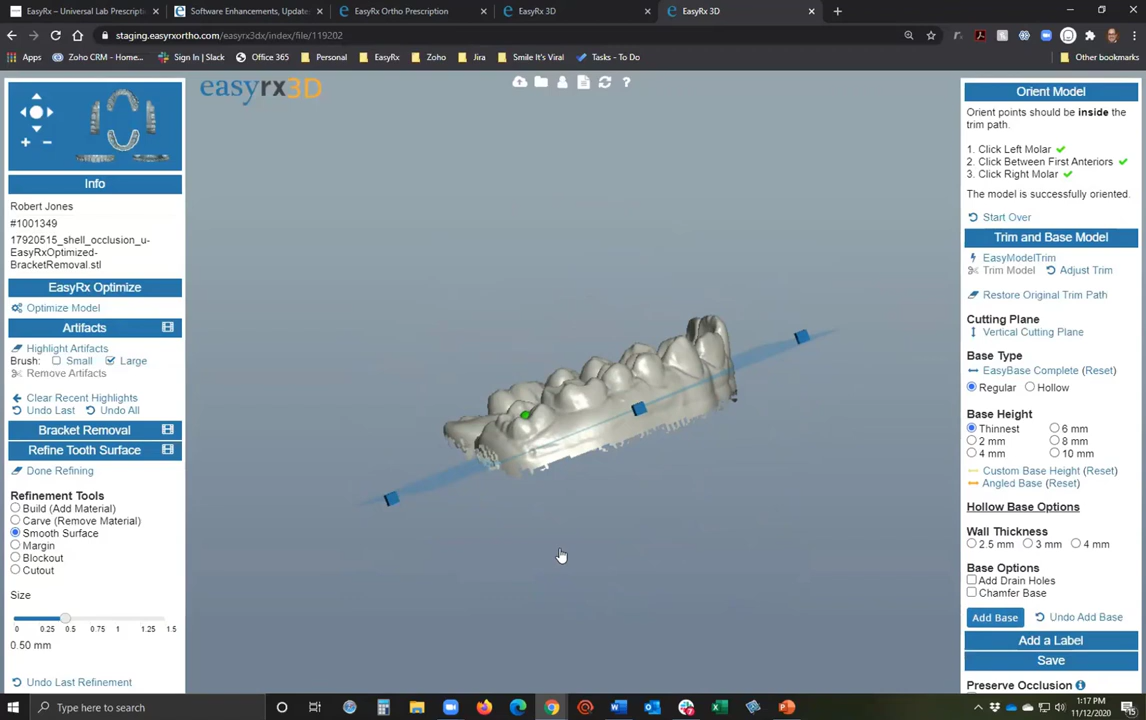 EasyRx – Universal Lab Prescripti
Software Enhancements, Update
EasyRx Ortho Prescription
EasyRx 3D
EasyRx 3D
staging.easyrxortho.com/easyrx3dx/index/file/119202
Apps
Zoho CRM - Home...
Sign In | Slack
Office 365
Personal
EasyRx
Zoho
Jira
Smile It's Viral
Tasks - To Do
Other bookmarks
easyrx3D
Info
Robert Jones
#1001349
17920515_shell_occlusion_u-
EasyRxOptimized-
BracketRemoval.stl
EasyRx Optimize
Optimize Model
Artifacts
Highlight Artifacts
Brush: Small Large
Remove Artifacts
Clear Recent Highlights
Undo Last Undo All
Bracket Removal
Refine Tooth Surface
Done Refining
Refinement Tools
Build (Add Material)
Carve (Remove Material)
Smooth Surface
Margin
Blockout
Cutout
Size
0 0.25 0.5 0.75 1 1.25 1.5
0.50 mm
Undo Last Refinement
Orient Model
Orient points should be inside the
trim path.
1. Click Left Molar
2. Click Between First Anteriors
3. Click Right Molar
The model is successfully oriented.
Start Over
Trim and Base Model
EasyModelTrim
Trim Model Adjust Trim
Restore Original Trim Path
Cutting Plane
Vertical Cutting Plane
Base Type
EasyBase Complete (Reset)
Regular Hollow
Base Height
Thinnest 6 mm
2 mm 8 mm
4 mm 10 mm
Custom Base Height (Reset)
Angled Base (Reset)
Hollow Base Options
Wall Thickness
2.5 mm 3 mm 4 mm
Base Options
Add Drain Holes
Chamfer Base
Add Base Undo Add Base
Add a Label
Save
Preserve Occlusion
Type here to search
1:17 PM
11/12/2020